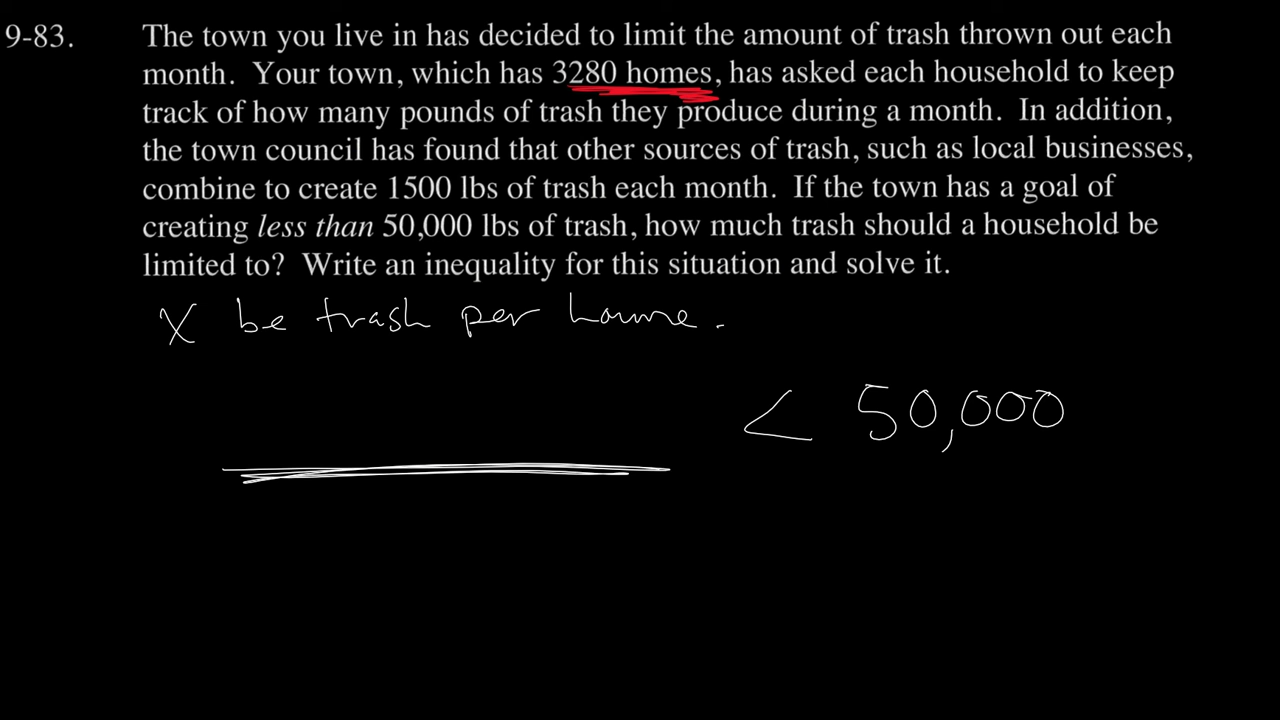 9-83. The town you live in has decided to limit the amount of trash thrown out each
month. Your town, which has 3280 homes, has asked each household to keep
track of how many pounds of trash they produce during a month. In addition,
the town council has found that other sources of trash, such as local businesses,
combine to create 1500 lbs of trash each month. If the town has a goal of
creating less than 50,000 lbs of trash, how much trash should a household be
limited to? Write an inequality for this situation and solve it.
X be trash per home.
< 50,000